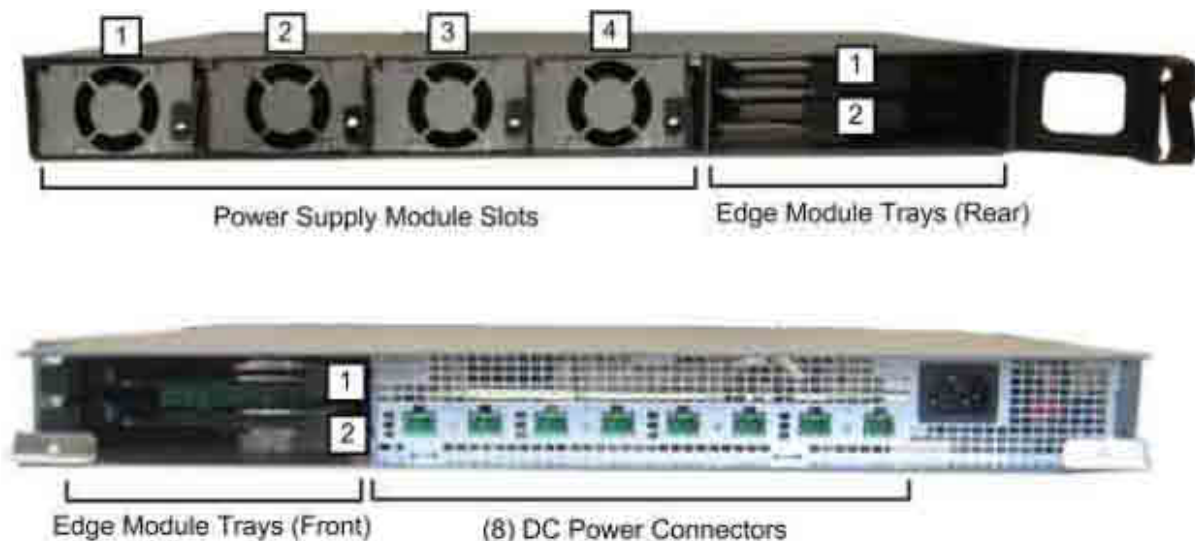 1 2 3 4
1
2
Power Supply Module Slots
Edge Module Trays (Rear)
1
2
Edge Module Trays (Front)
(8) DC Power Connectors